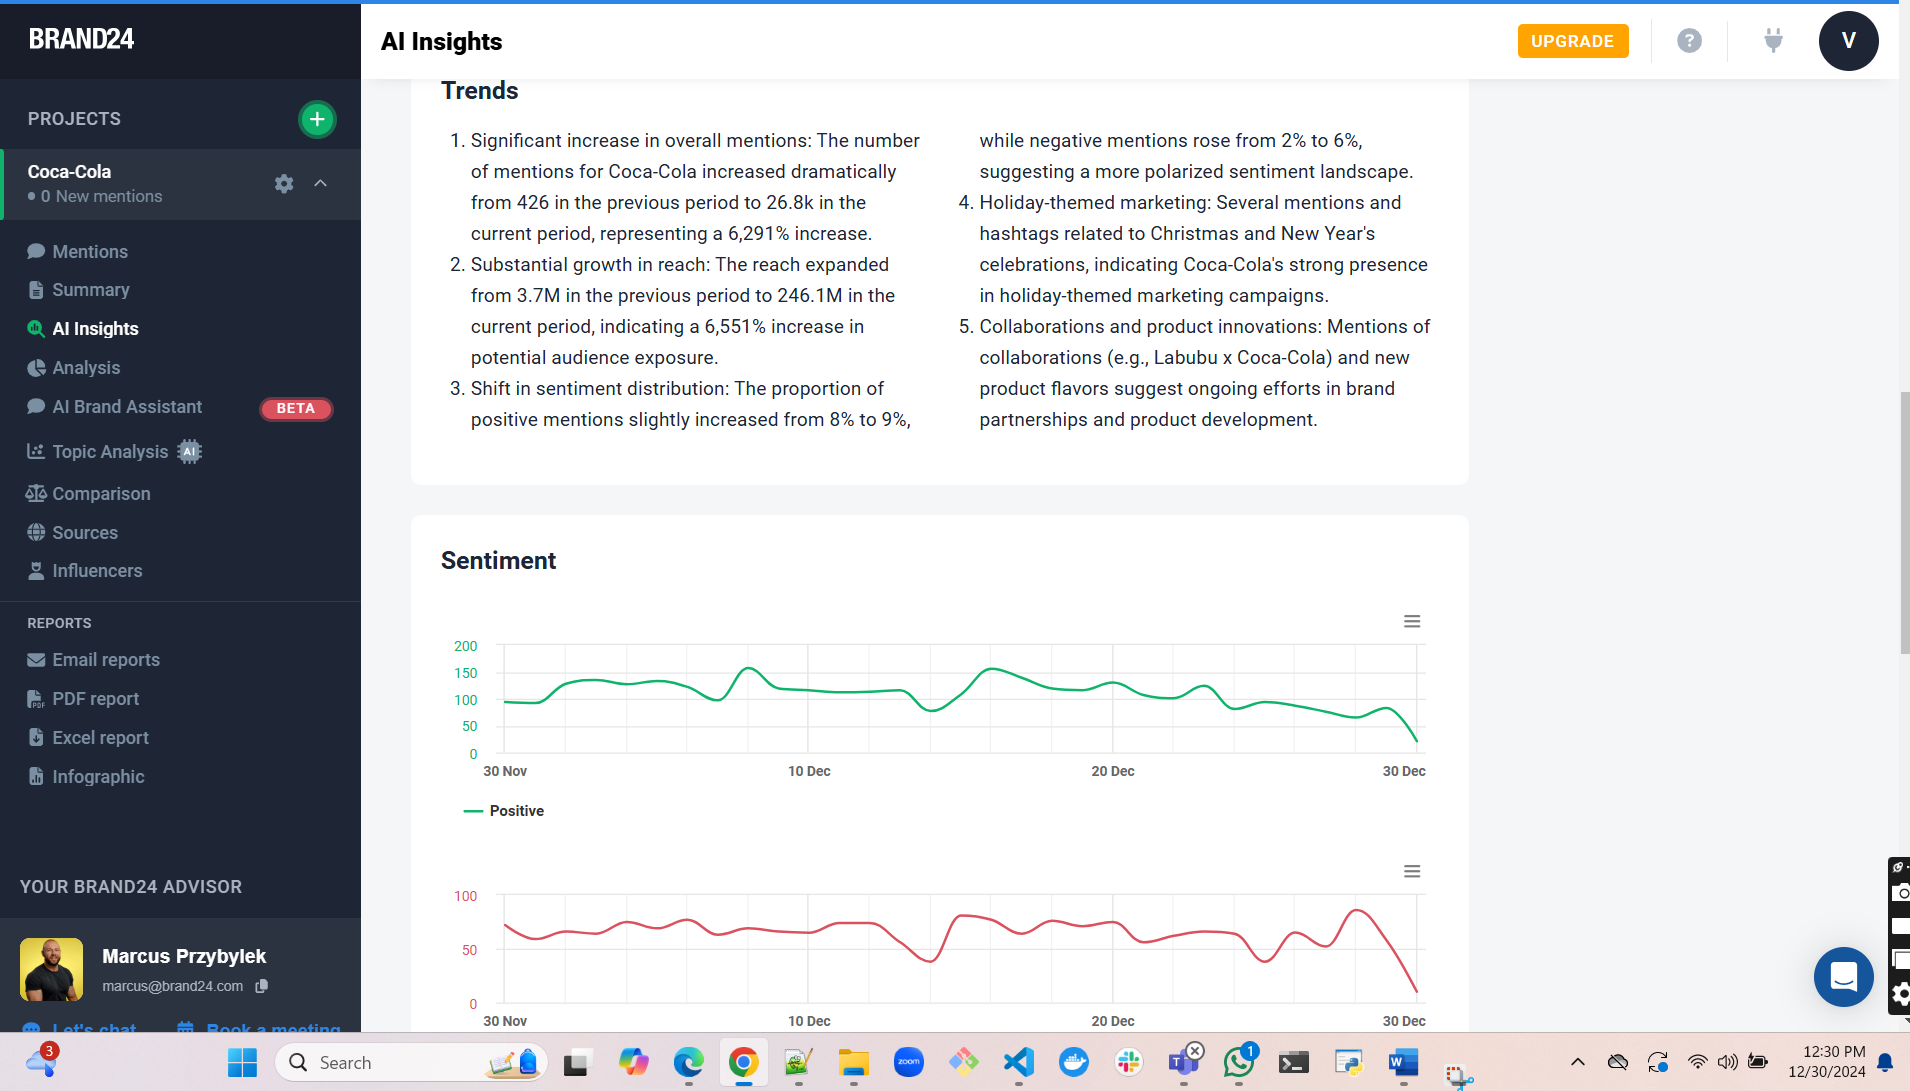 BRAND24
AI Insights
UPGRADE
?
V
PROJECTS
+
Coca-Cola
0 New mentions
Mentions
Summary
AI Insights
Analysis
AI Brand Assistant
BETA
Topic Analysis
AI
Comparison
Sources
Influencers
REPORTS
Email reports
PDF report
Excel report
Infographic
YOUR BRAND24 ADVISOR
Marcus Przybylek
marcus@brand24.com
Let's chat
Book a meeting
Trends
1. Significant increase in overall mentions: The number
of mentions for Coca-Cola increased dramatically
from 426 in the previous period to 26.8k in the
current period, representing a 6,291% increase.
2. Substantial growth in reach: The reach expanded
from 3.7M in the previous period to 246.1M in the
current period, indicating a 6,551% increase in
potential audience exposure.
3. Shift in sentiment distribution: The proportion of
positive mentions slightly increased from 8% to 9%,
while negative mentions rose from 2% to 6%,
suggesting a more polarized sentiment landscape.
4. Holiday-themed marketing: Several mentions and
hashtags related to Christmas and New Year's
celebrations, indicating Coca-Cola's strong presence
in holiday-themed marketing campaigns.
5. Collaborations and product innovations: Mentions of
collaborations (e.g., Labubu x Coca-Cola) and new
product flavors suggest ongoing efforts in brand
partnerships and product development.
Sentiment
200
150
100
50
0
30 Nov
10 Dec
20 Dec
30 Dec
Positive
100
50
0
30 Nov
10 Dec
20 Dec
30 Dec
3
Search
zoom
T
1
W
12:30 PM
12/30/2024